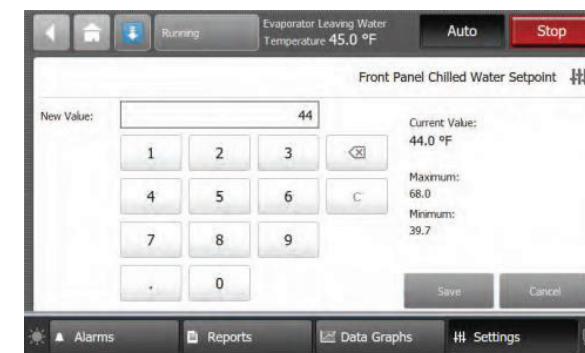 Running
Evaporator Leaving Water
Temperature 45.0 °F
Auto
Stop
Front Panel Chilled Water Setpoint
New Value:
44
Current Value:
44.0 ºF
Maximum:
68.0
Minimum:
39.7
1 2 3
4 5 6 C
7 8 9
. 0
Save
Cancel
Alarms
Reports
Data Graphs
Settings